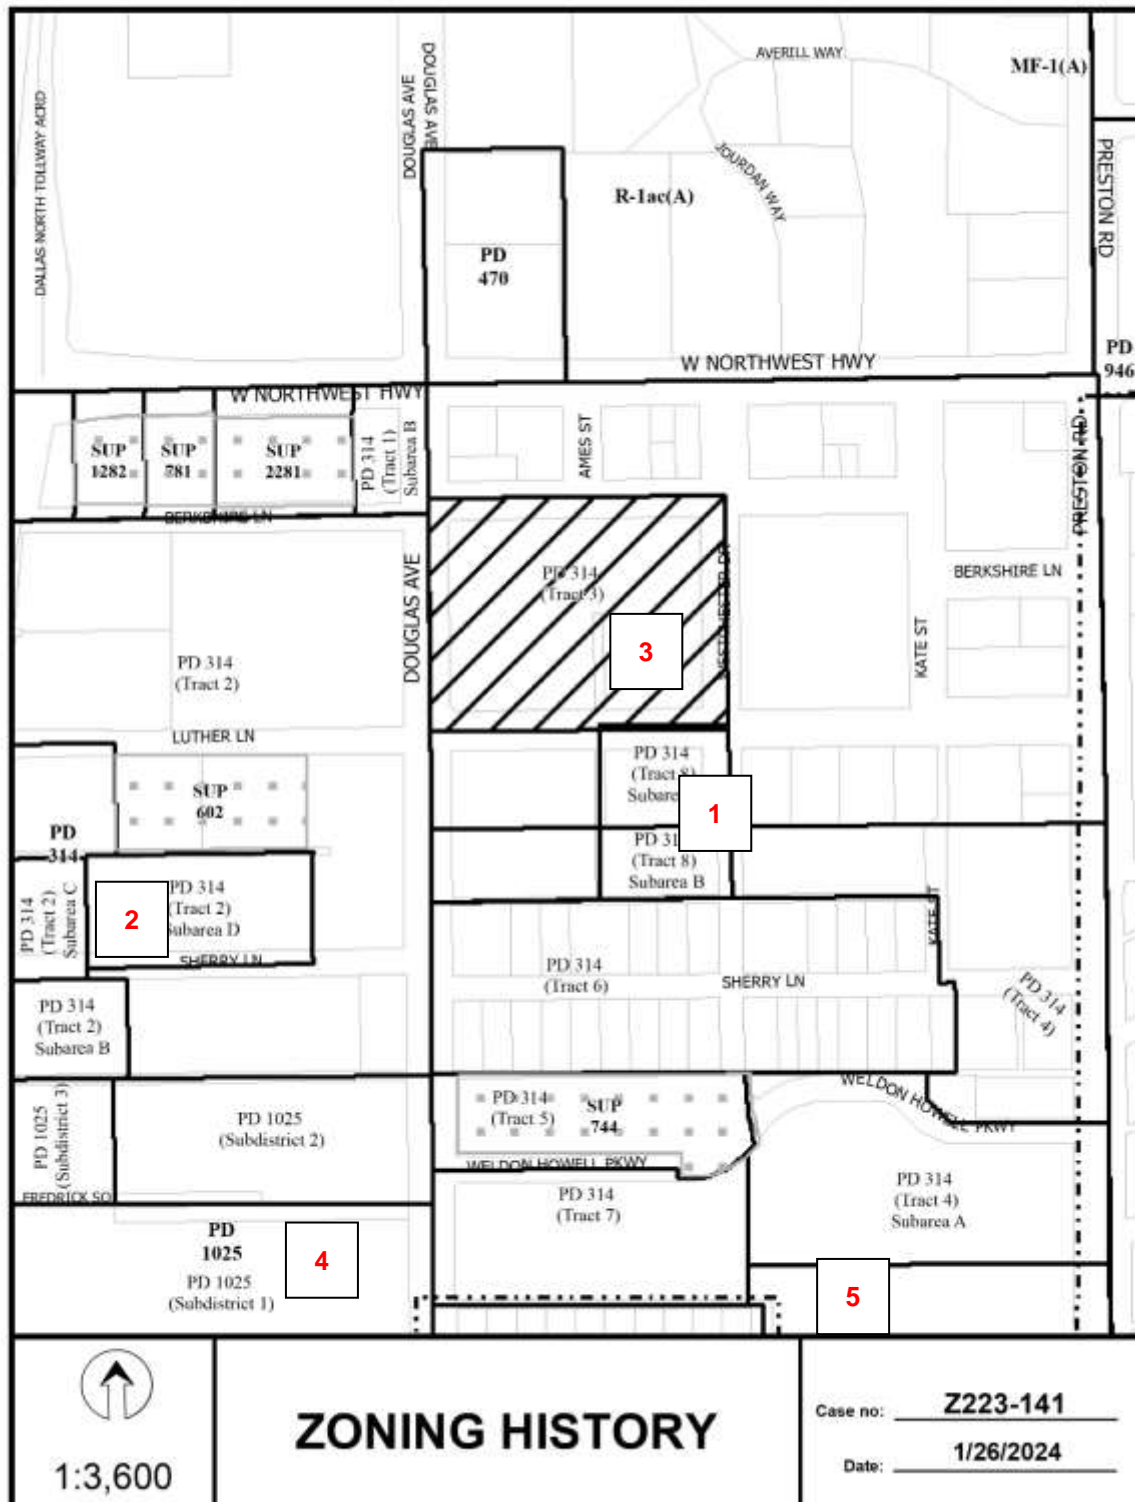 AVERILL WAY
MF-1(A)
DOUGLAS AVE
DOUGLAS AVE
DALLAS NORTH TOLLWAY ACRD
JOURDAN WAY
PRESTON RD
R-1ac(A)
PD
470
W NORTHWEST HWY
PD
946
W NORTHWEST HWY
SUP
1282
SUP
781
SUP
2281
PD 314
(Tract 1)
Subarea B
AMES ST
PRESTON RD
BERKSHIRE LN
DOUGLAS AVE
PD 314
(Tract 3)
BERKSHIRE LN
KATE ST
3
PD 314
(Tract 2)
LUTHER LN
PD 314
(Tract 8)
SUP
602
1
PD
314
(Tract 8)
Subarea B
PD 314
(Tract 2)
Subarea C
2
PD 314
(Tract 2)
Subarea D
SHERRY LN
KATE ST
PD 314
(Tract 6)
SHERRY LN
PD 314
(Tract 4)
PD 314
(Tract 2)
Subarea B
WELDON HOWELL PKWY
PD 1025
(Subdistrict 3)
PD 1025
(Subdistrict 2)
PD 314
(Tract 5)
SUP
744
WELDON HOWELL PKWY
FREDRICK SQ
PD 314
(Tract 7)
PD 314
(Tract 4)
Subarea A
PD
1025
4
PD 1025
(Subdistrict 1)
5
1:3,600
ZONING HISTORY
Case no: Z223-141
Date: 1/26/2024